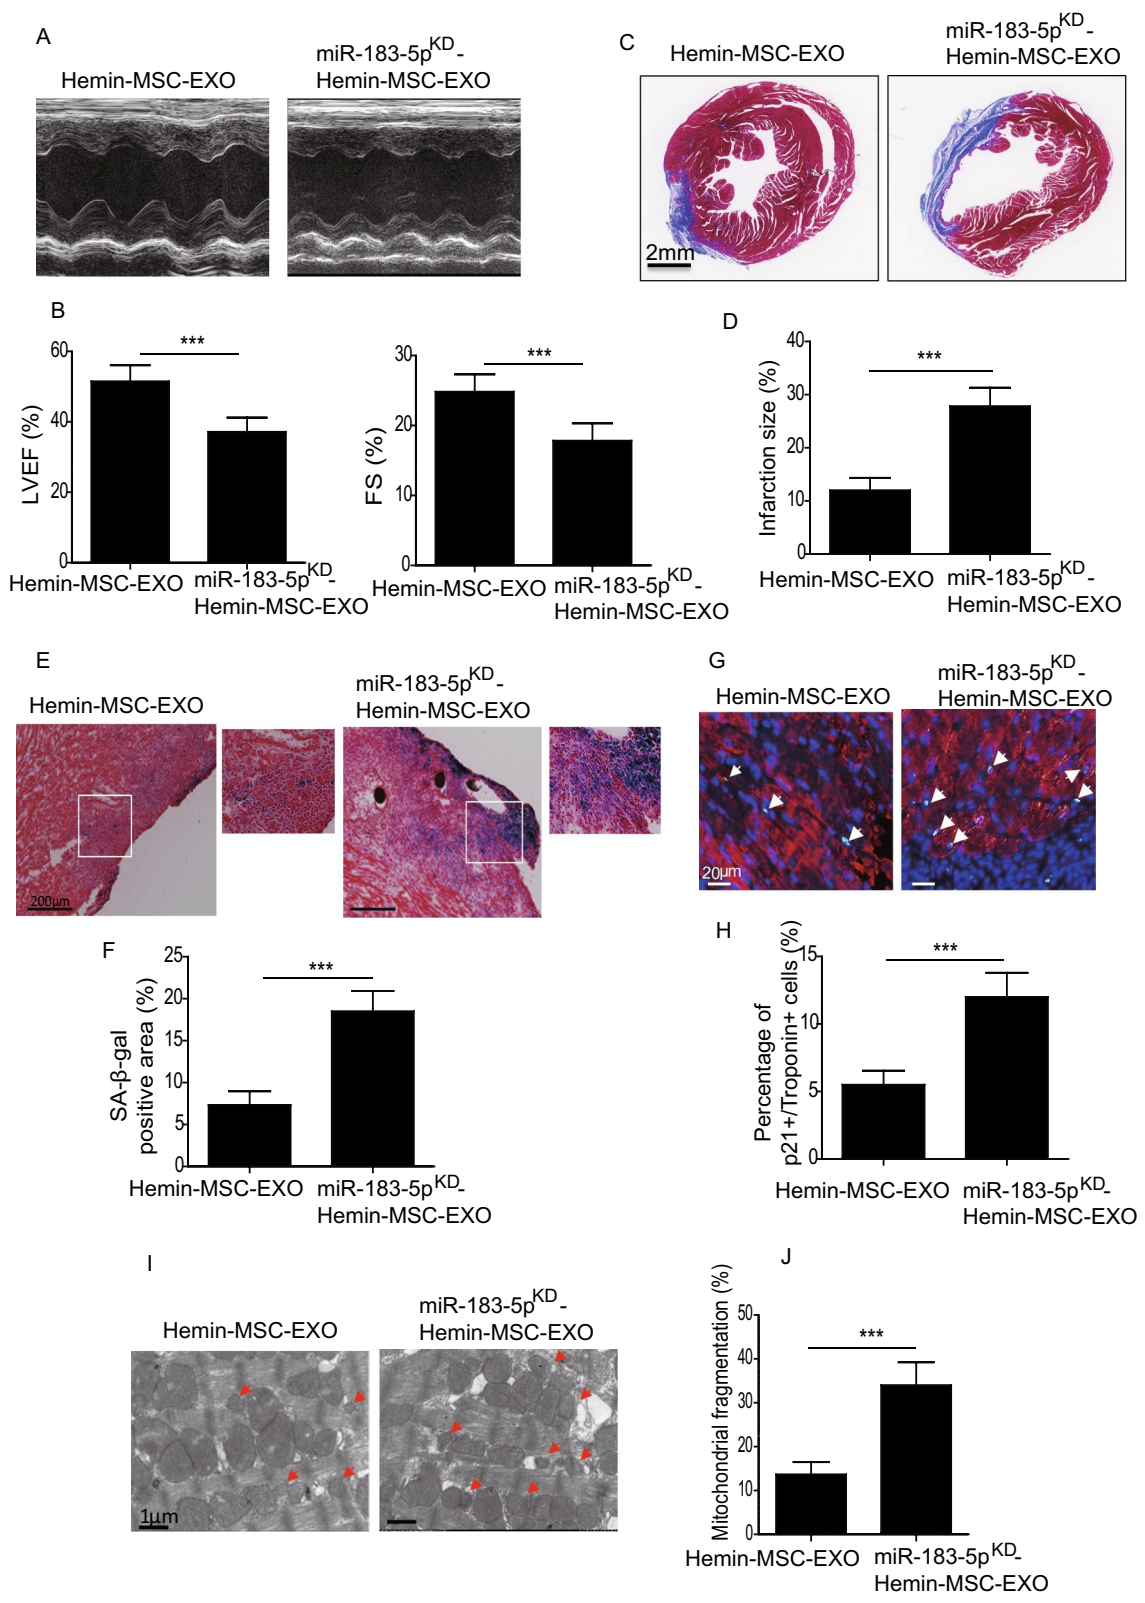 A
Hemin-MSC-EXO
miR-183-5pKD-
Hemin-MSC-EXO
C
Hemin-MSC-EXO
miR-183-5pKD-
Hemin-MSC-EXO
2mm
B
LVEF (%)
60
40
20
0
***
Hemin-MSC-EXO
miR-183-5pKD-
Hemin-MSC-EXO
FS (%)
30
20
10
0
***
Hemin-MSC-EXO
miR-183-5pKD-
Hemin-MSC-EXO
D
Infarction size (%)
40
30
20
10
0
***
Hemin-MSC-EXO
miR-183-5pKD-
Hemin-MSC-EXO
E
Hemin-MSC-EXO
miR-183-5pKD-
Hemin-MSC-EXO
200μm
G
Hemin-MSC-EXO
miR-183-5pKD-
Hemin-MSC-EXO
20μm
F
SA-β-gal
positive area (%)
25
20
15
10
5
0
***
Hemin-MSC-EXO
miR-183-5pKD-
Hemin-MSC-EXO
H
Percentage of
p21+/Troponin+ cells (%)
15
10
5
0
***
Hemin-MSC-EXO
miR-183-5pKD-
Hemin-MSC-EXO
I
Hemin-MSC-EXO
miR-183-5pKD-
Hemin-MSC-EXO
1μm
J
Mitochondrial fragmentation (%)
50
40
30
20
10
0
***
Hemin-MSC-EXO
miR-183-5pKD-
Hemin-MSC-EXO